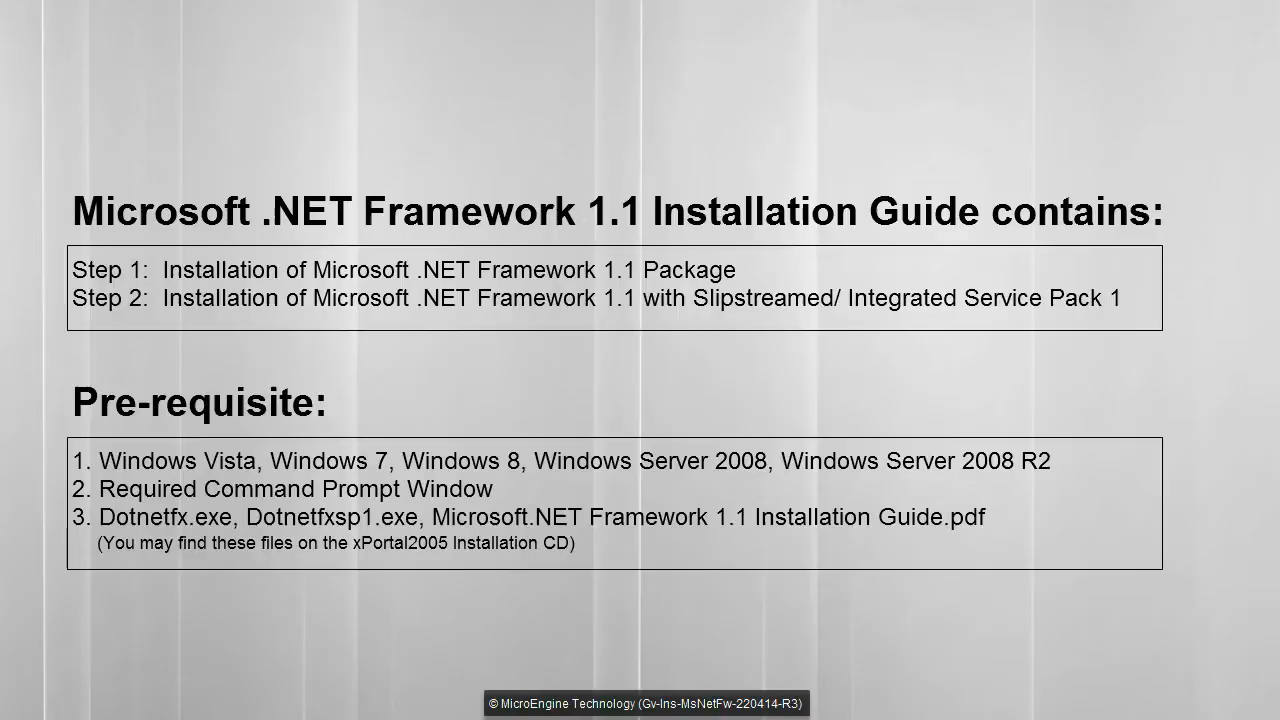 Microsoft .NET Framework 1.1 Installation Guide contains:
Step 1:  Installation of Microsoft .NET Framework 1.1 Package
Step 2:  Installation of Microsoft .NET Framework 1.1 with Slipstreamed/ Integrated Service Pack 1
Pre-requisite:
1. Windows Vista, Windows 7, Windows 8, Windows Server 2008, Windows Server 2008 R2
2. Required Command Prompt Window
3. Dotnetfx.exe, Dotnetfxsp1.exe, Microsoft.NET Framework 1.1 Installation Guide.pdf
(You may find these files on the xPortal2005 Installation CD)
© MicroEngine Technology (Gv-Ins-MsNetFw-220414-R3)